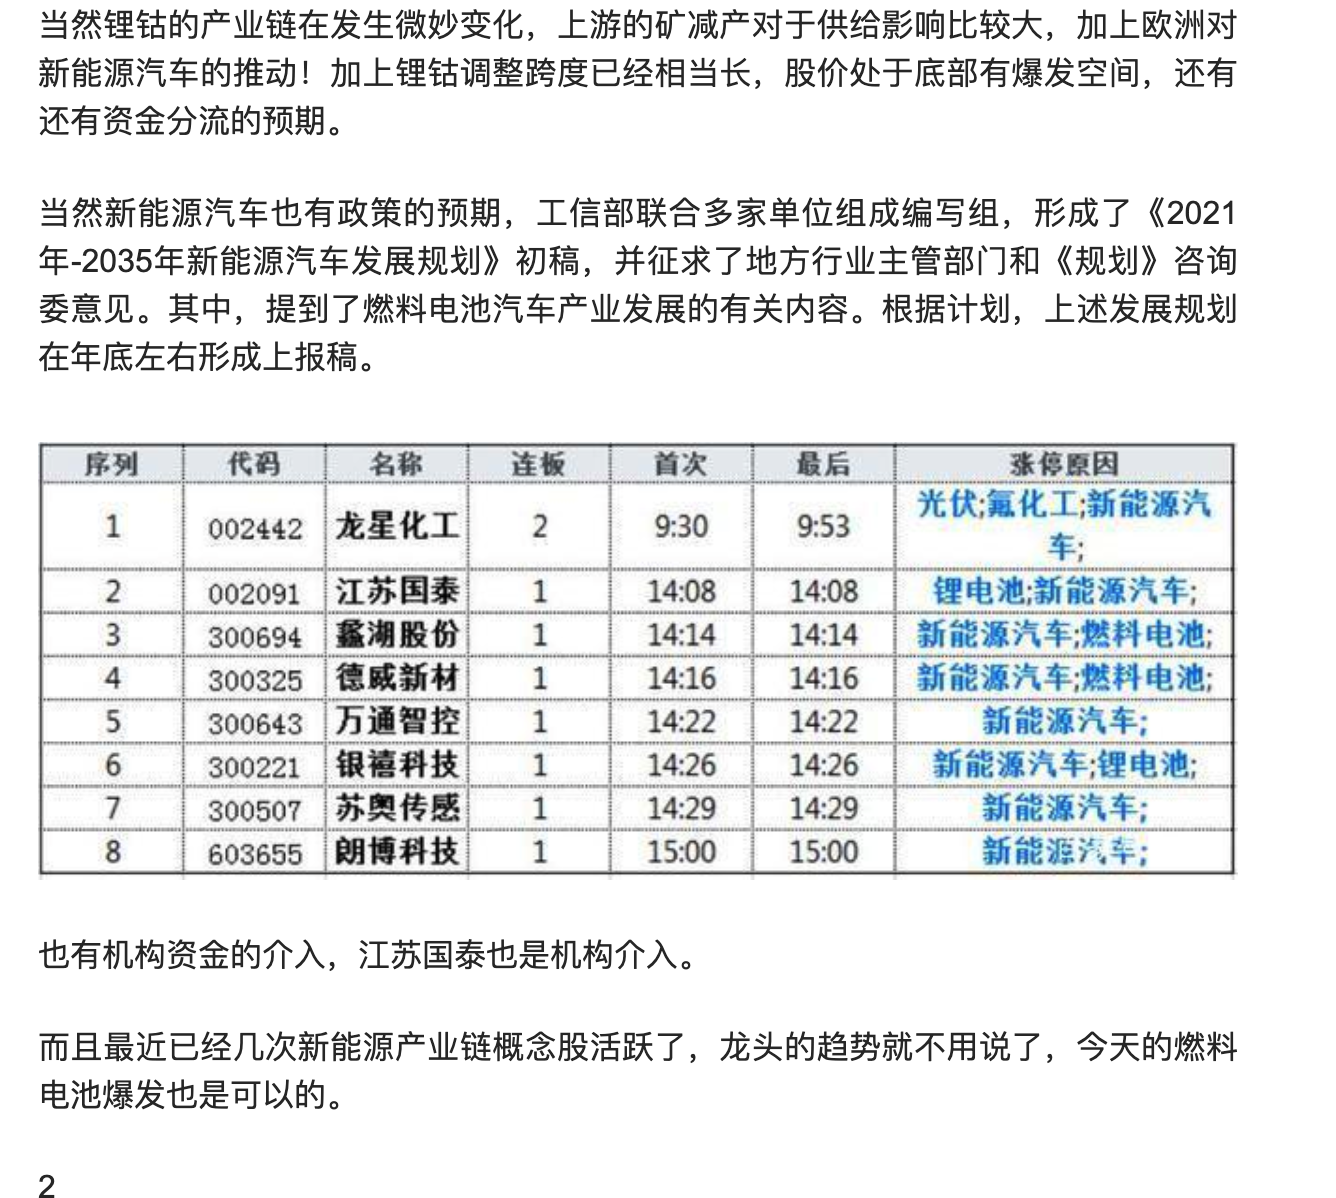 当然锂钴的产业链在发生微妙变化，上游的矿减产对于供给影响比较大，加上欧洲对
新能源汽车的推动！加上锂钴调整跨度已经相当长，股价处于底部有爆发空间，还有
还有资金分流的预期。
当然新能源汽车也有政策的预期，工信部联合多家单位组成编写组，形成了《2021
年-2035年新能源汽车发展规划》初稿，并征求了地方行业主管部门和《规划》咨询
委意见。其中，提到了燃料电池汽车产业发展的有关内容。根据计划，上述发展规划
在年底左右形成上报稿。
序列 代码 名称 连板 首次 最后 涨停原因
1 002442 龙星化工 2 9:30 9:53 光伏;氟化工;新能源汽
车;
2 002091 江苏国泰 1 14:08 14:08 锂电池;新能源汽车;
3 300694 蠡湖股份 1 14:14 14:14 新能源汽车;燃料电池;
4 300325 德威新材 1 14:16 14:16 新能源汽车;燃料电池;
5 300643 万通智控 1 14:22 14:22 新能源汽车;
6 300221 银禧科技 1 14:26 14:26 新能源汽车;锂电池;
7 300507 苏奥传感 1 14:29 14:29 新能源汽车;
8 603655 朗博科技 1 15:00 15:00 新能源汽车;
也有机构资金的介入，江苏国泰也是机构介入。
而且最近已经几次新能源产业链概念股活跃了，龙头的趋势就不用说了，今天的燃料
电池爆发也是可以的。
2